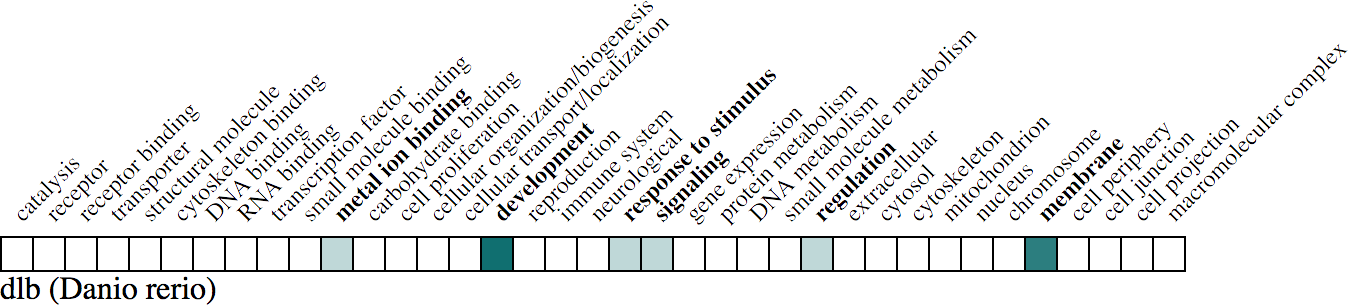 catalysis
receptor
receptor binding
transporter
structural molecule
cytoskeleton binding
DNA binding
RNA binding
transcription factor
small molecule binding
metal ion binding
carbohydrate binding
cell proliferation
cellular organization/biogenesis
cellular transport/localization
development
reproduction
immune system
neurological
response to stimulus
signaling
gene expression
protein metabolism
DNA metabolism
small molecule metabolism
regulation
extracellular
cytosol
cytoskeleton
mitochondrion
nucleus
chromosome
membrane
cell periphery
cell junction
cell projection
macromolecular complex
dlb (Danio rerio)